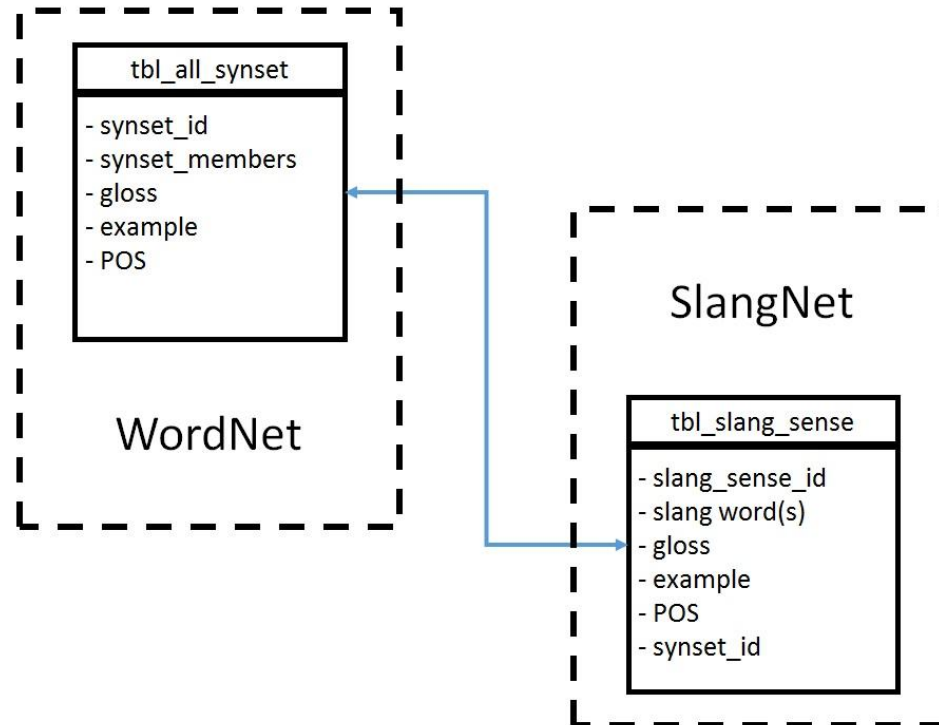 tbl_all_synset
- synset_id
- synset_members
- gloss
- example
- POS
WordNet
SlangNet
tbl_slang_sense
- slang_sense_id
- slang word(s)
- gloss
- example
- POS
- synset_id